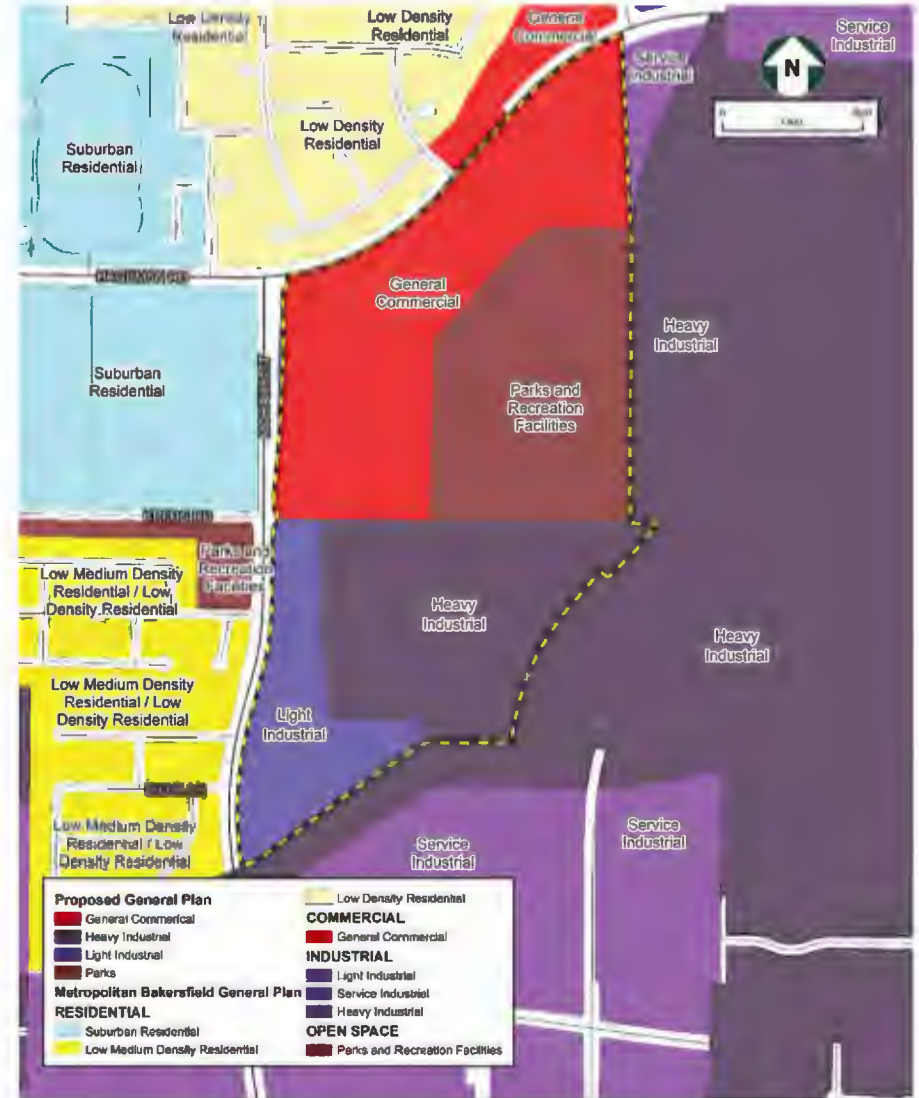 Low Density
Residential
Low Density
Residential
General
Commercial
Service
Industrial
Service
Industrial
N
0
Feet
Low Density
Residential
Suburban
Residential
General
Commercial
Heavy
Industrial
Suburban
Residential
Parks and
Recreation
Facilities
Parks and
Recreation
Facilities
Low Medium Density
Residential / Low
Density Residential
Heavy
Industrial
Heavy
Industrial
Low Medium Density
Residential / Low
Density Residential
Light
Industrial
Low Medium Density
Residential / Low
Density Residential
Service
Industrial
Service
Industrial
Proposed General Plan
General Commerical
Heavy Industrial
Light Industrial
Parks
Metropolitan Bakersfield General Plan
RESIDENTIAL
Suburban Residential
Low Medium Density Residential
Low Density Residential
COMMERCIAL
General Commercial
INDUSTRIAL
Light Industrial
Service Industrial
Heavy Industrial
OPEN SPACE
Parks and Recreation Facilities